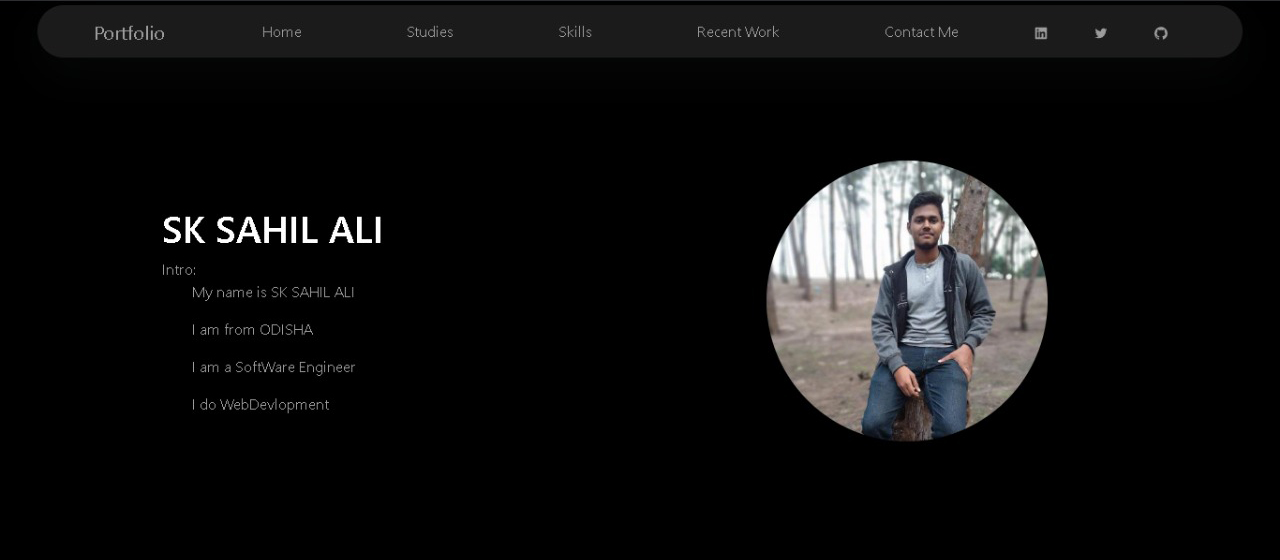 Portfolio Home Studies Skills Recent Work Contact Me
SK SAHIL ALI
Intro:
My name is SK SAHIL ALI
I am from ODISHA
I am a SoftWare Engineer
I do WebDevlopment